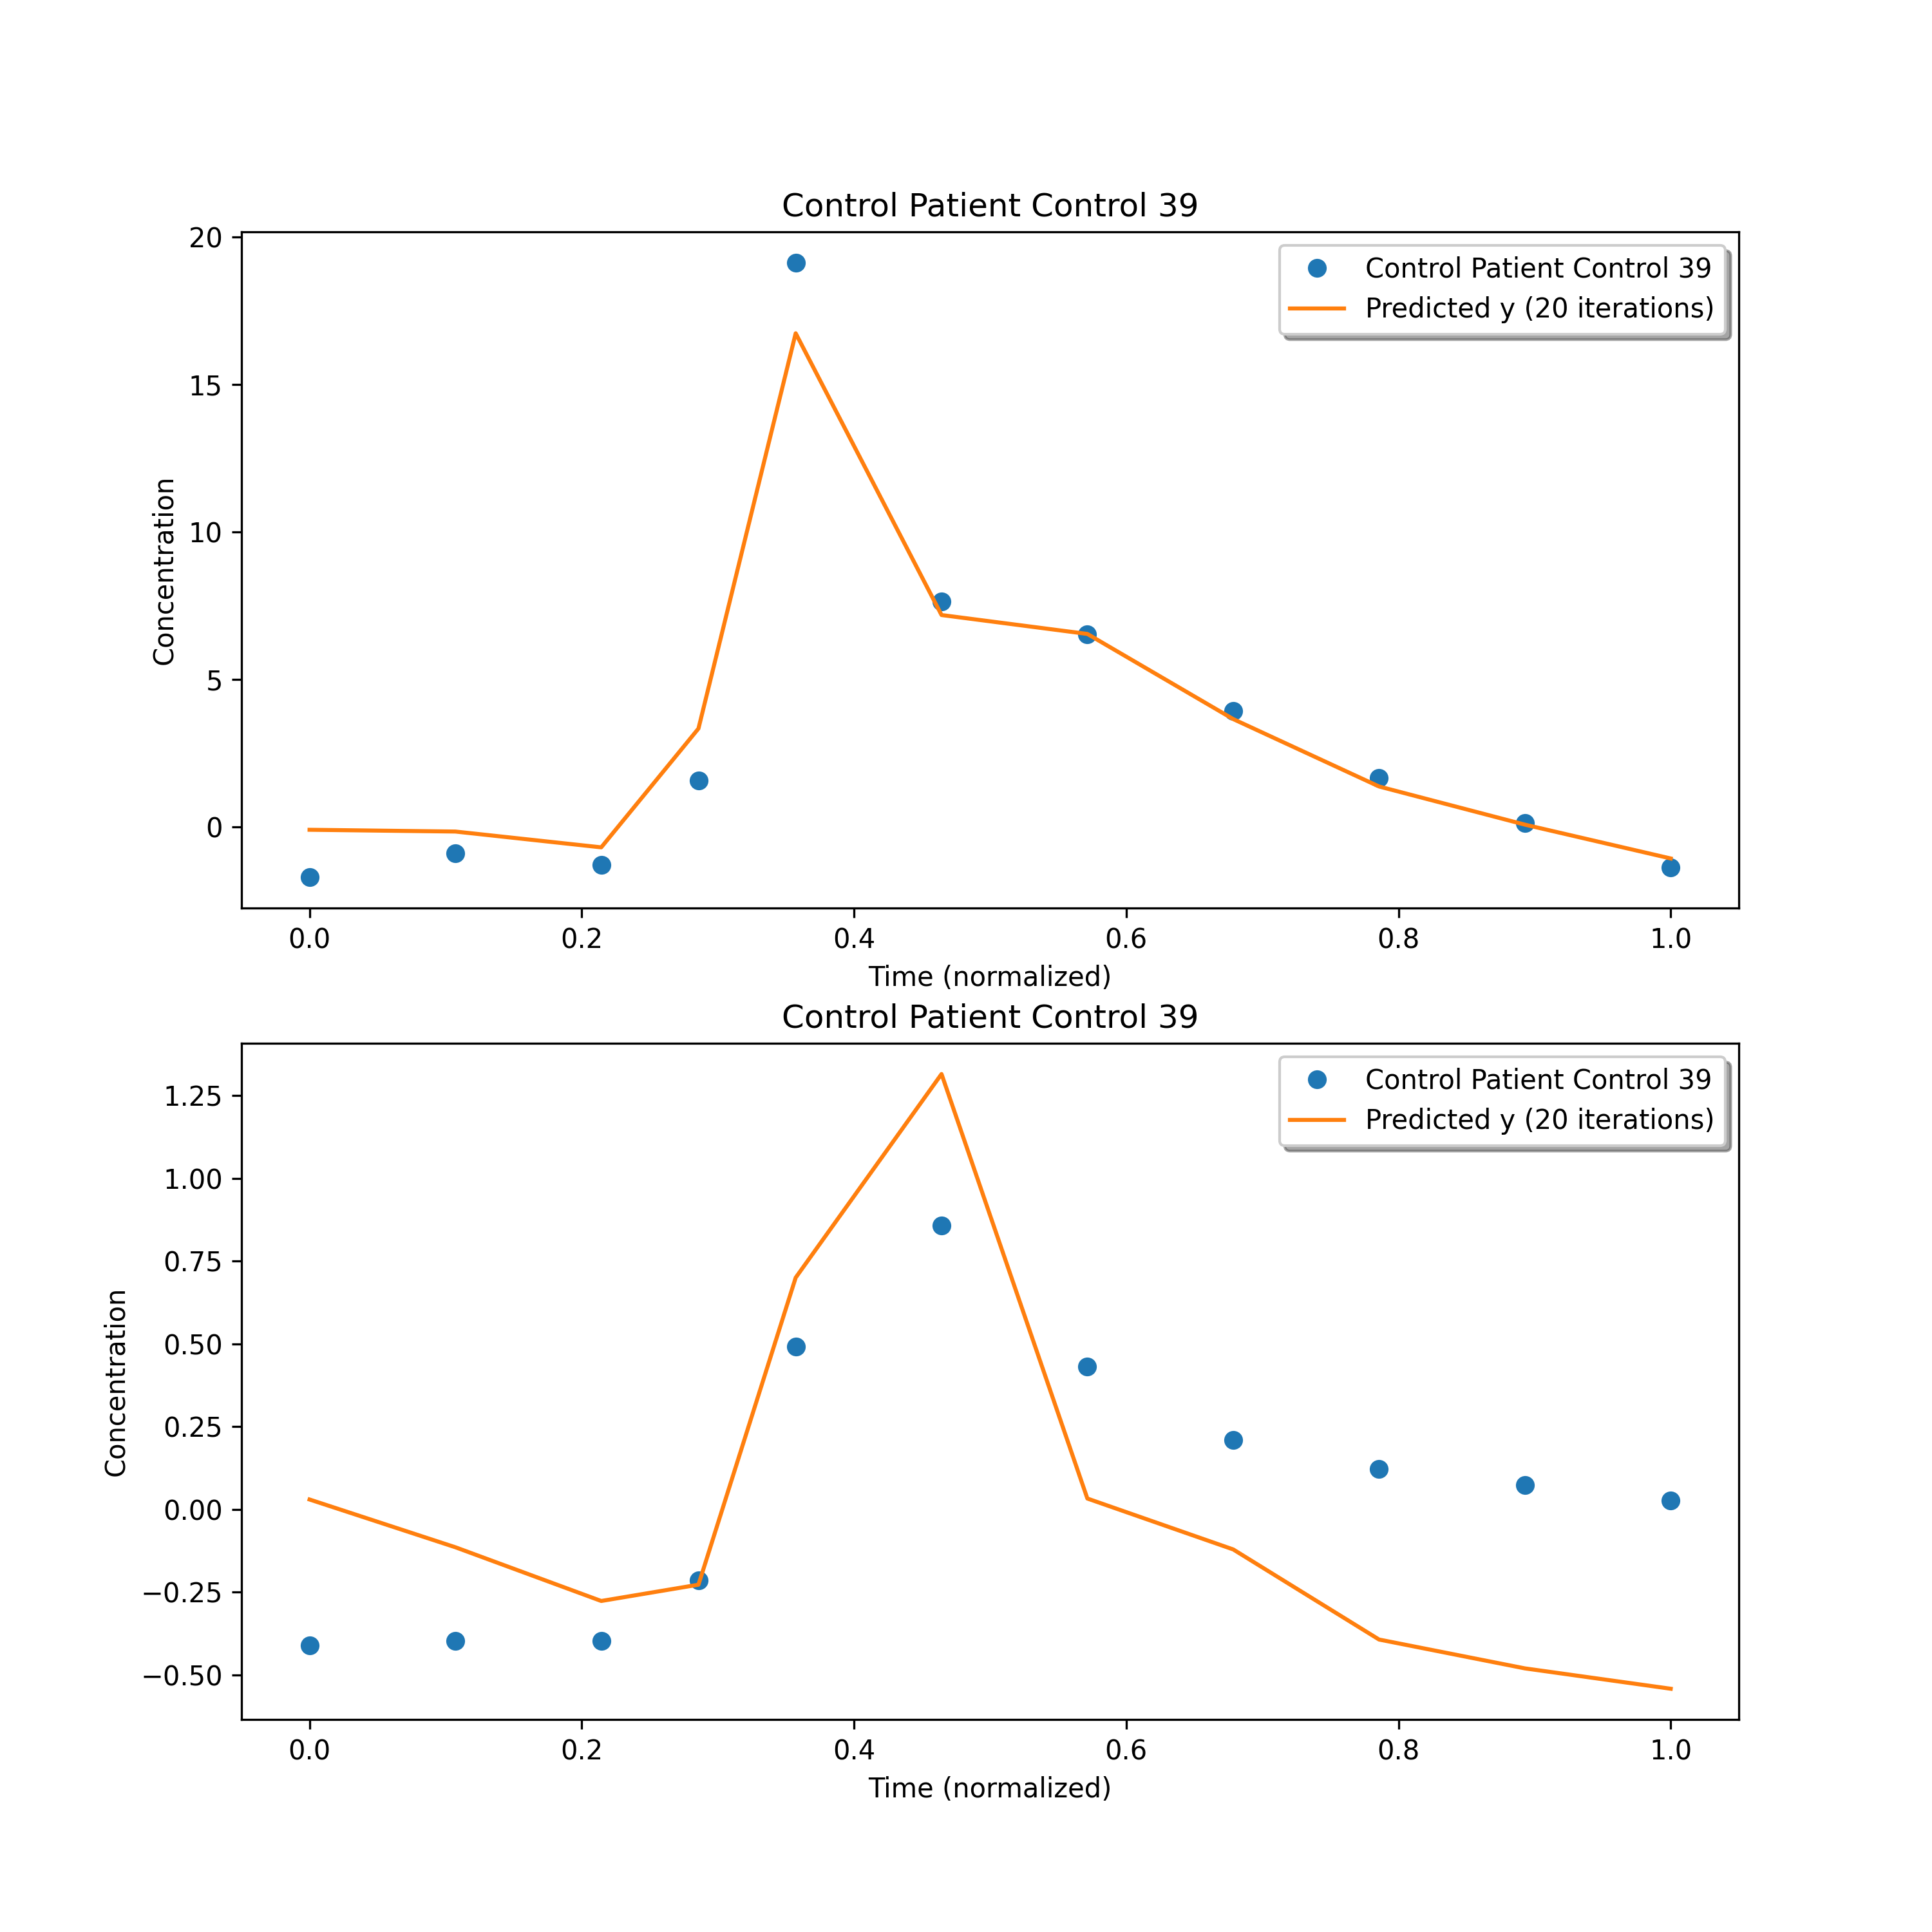 Control Patient Control 39
Control Patient Control 39
Predicted y (20 iterations)
20
15
10
5
0
Concentration
0.0 0.2 0.4 0.6 0.8 1.0
Time (normalized)
Control Patient Control 39
Control Patient Control 39
Predicted y (20 iterations)
1.25
1.00
0.75
0.50
0.25
0.00
−0.25
−0.50
Concentration
0.0 0.2 0.4 0.6 0.8 1.0
Time (normalized)